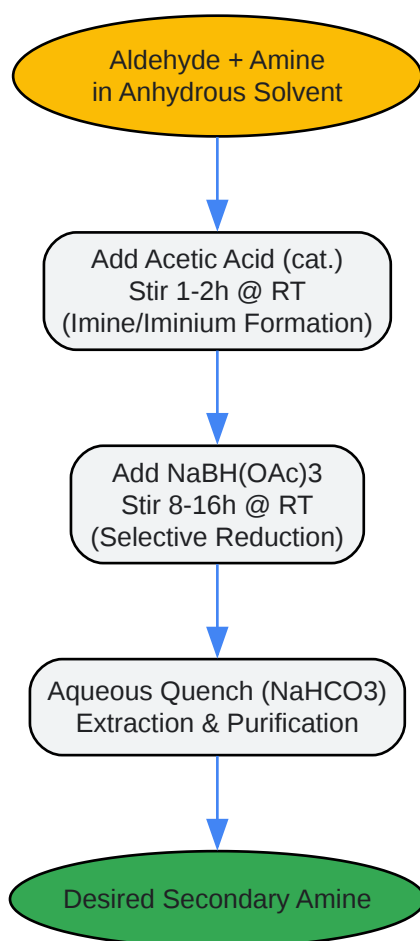 Aldehyde + Amine
in Anhydrous Solvent
Add Acetic Acid (cat.)
Stir 1-2h @ RT
(Imine/Iminium Formation)
Add NaBH(OAc)3
Stir 8-16h @ RT
(Selective Reduction)
Aqueous Quench (NaHCO3)
Extraction & Purification
Desired Secondary Amine